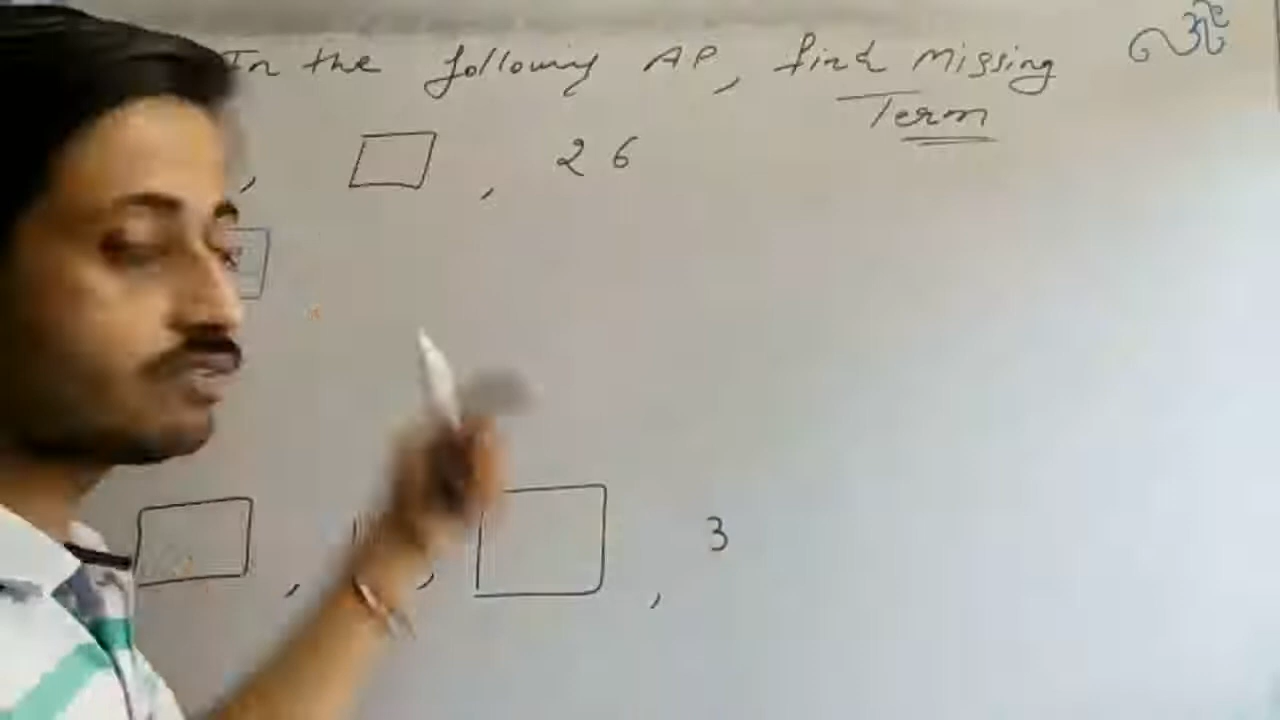 In the following AP, find Missing
Term
, □ , 26
□ , , □ , 3